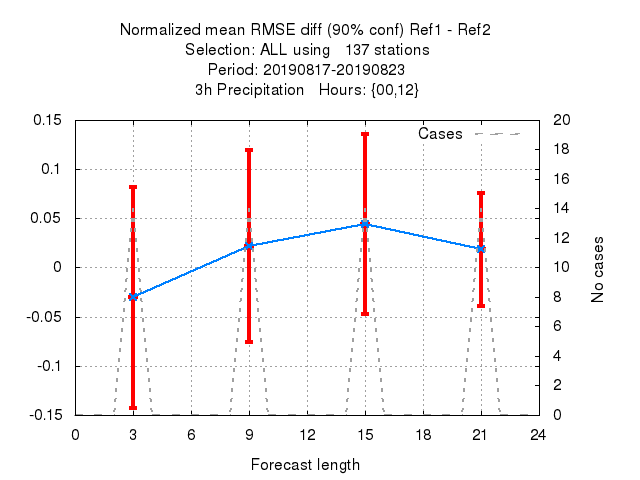 Normalized mean RMSE diff (90% conf) Ref1 - Ref2
Selection: ALL using   137 stations
Period: 20190817-20190823
3h Precipitation   Hours: {00,12}
Cases
0.15
0.1
0.05
0
-0.05
-0.1
-0.15
20
18
16
14
12
10
8
6
4
2
0
No cases
0 3 6 9 12 15 18 21 24
Forecast length